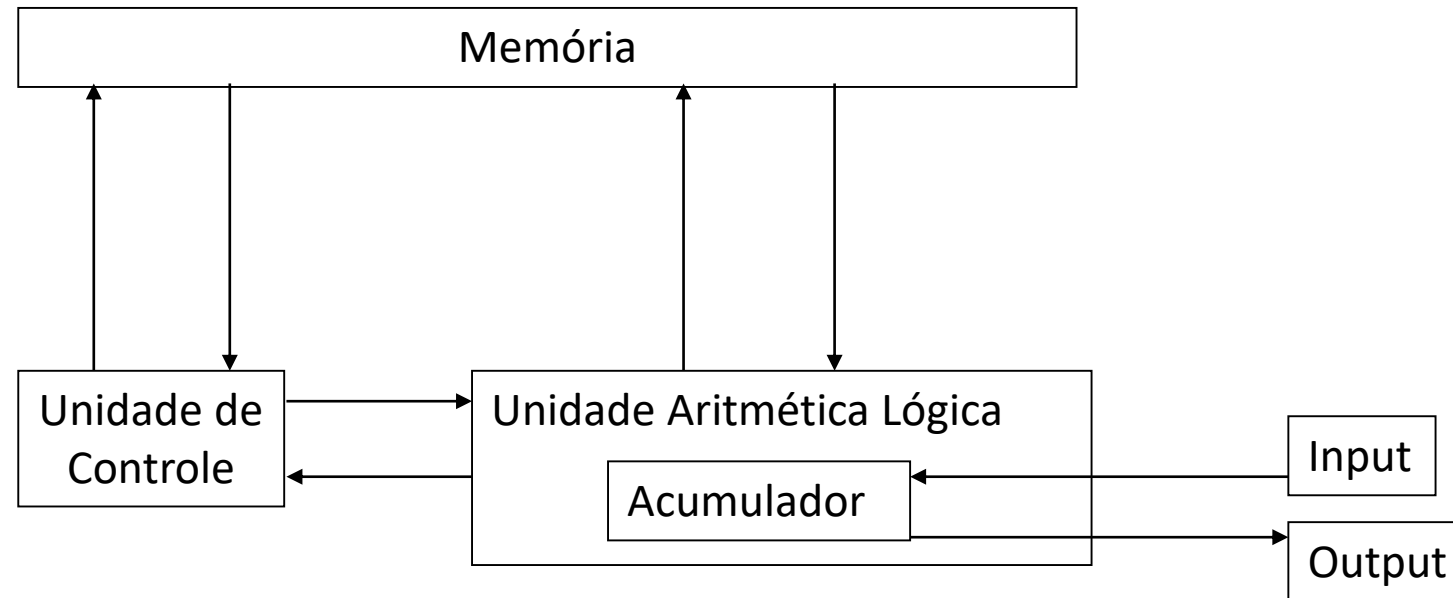 Memória
Unidade de
Controle
Unidade Aritmética Lógica
Acumulador
Input
Output